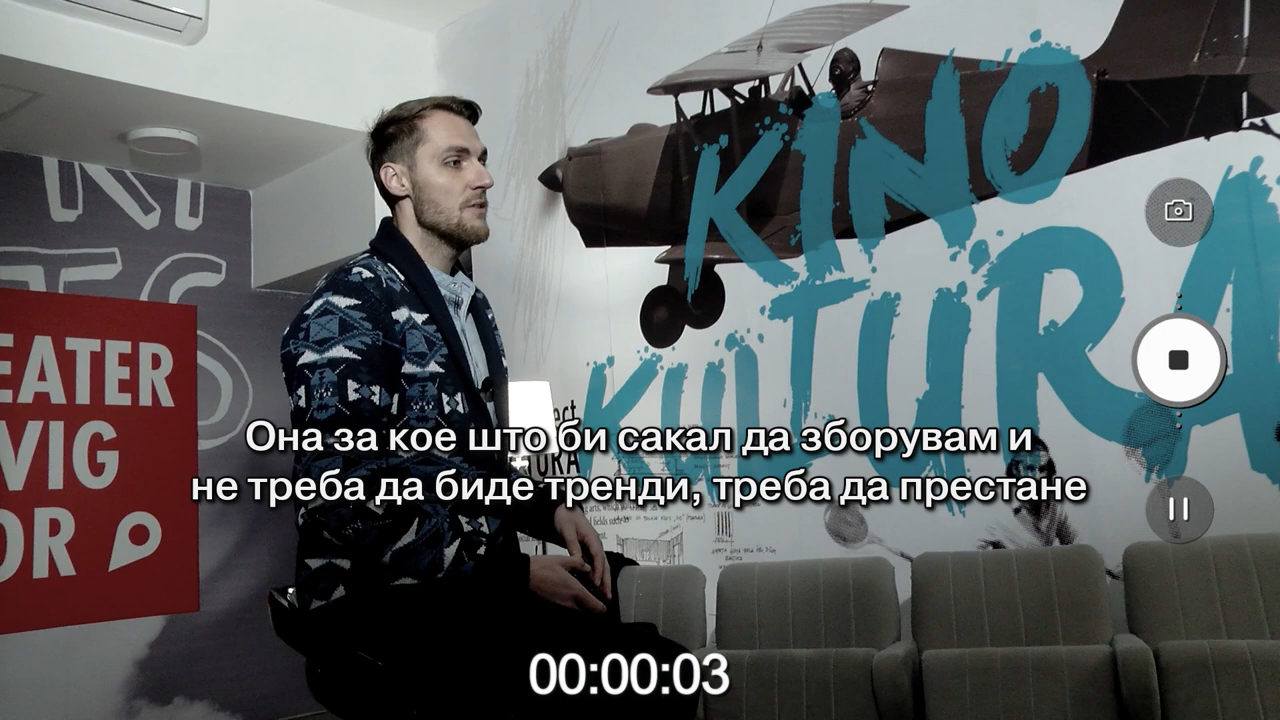 KINO
KULTURA
EATER
VIG
OR
Она за кое што би сакал да зборувам и
не треба да биде тренди, треба да престане
00:00:03